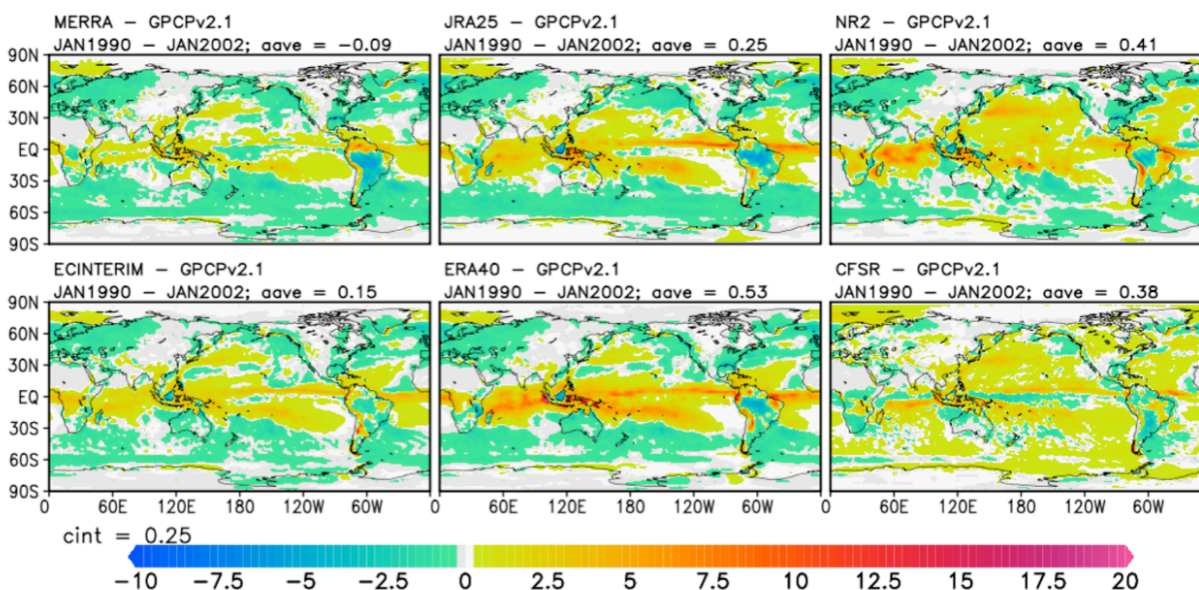 MERRA - GPCPv2.1
JAN1990 - JAN2002; aave = -0.09
JRA25 - GPCPv2.1
JAN1990 - JAN2002; aave = 0.25
NR2 - GPCPv2.1
JAN1990 - JAN2002; aave = 0.41
90N
60N
30N
EQ
30S
60S
90S
ECINTERIM - GPCPv2.1
JAN1990 - JAN2002; aave = 0.15
ERA40 - GPCPv2.1
JAN1990 - JAN2002; aave = 0.53
CFSR - GPCPv2.1
JAN1990 - JAN2002; aave = 0.38
90N
60N
30N
EQ
30S
60S
90S
0 60E 120E 180 120W 60W 0 60E 120E 180 120W 60W 0 60E 120E 180 120W 60W
cint = 0.25
-10 -7.5 -5 -2.5 0 2.5 5 7.5 10 12.5 15 17.5 20